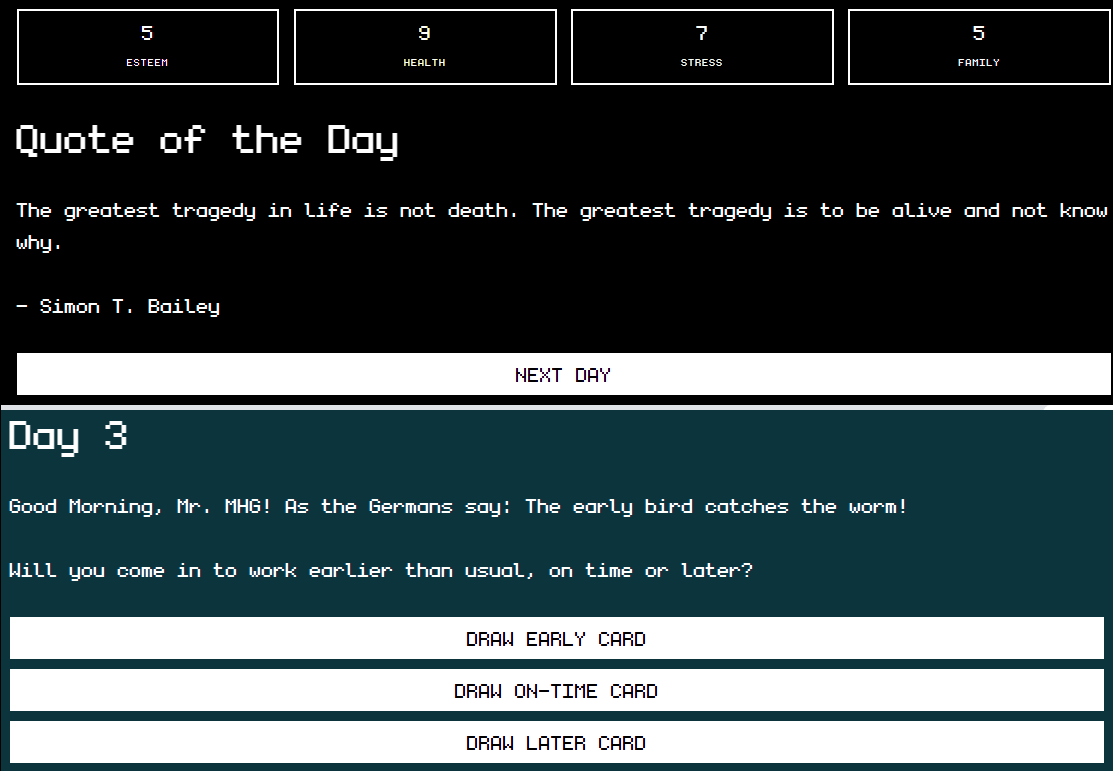 5 9 7 5
ESTEEM HEALTH STRESS FAMILY
Quote of the Day
The greatest tragedy in life is not death. The greatest tragedy is to be alive and not know
why.
- Simon T. Bailey
NEXT DAY
Day 3
Good Morning, Mr. MHG! As the Germans say: The early bird catches the worm!
Will you come in to work earlier than usual, on time or later?
DRAW EARLY CARD
DRAW ON-TIME CARD
DRAW LATER CARD